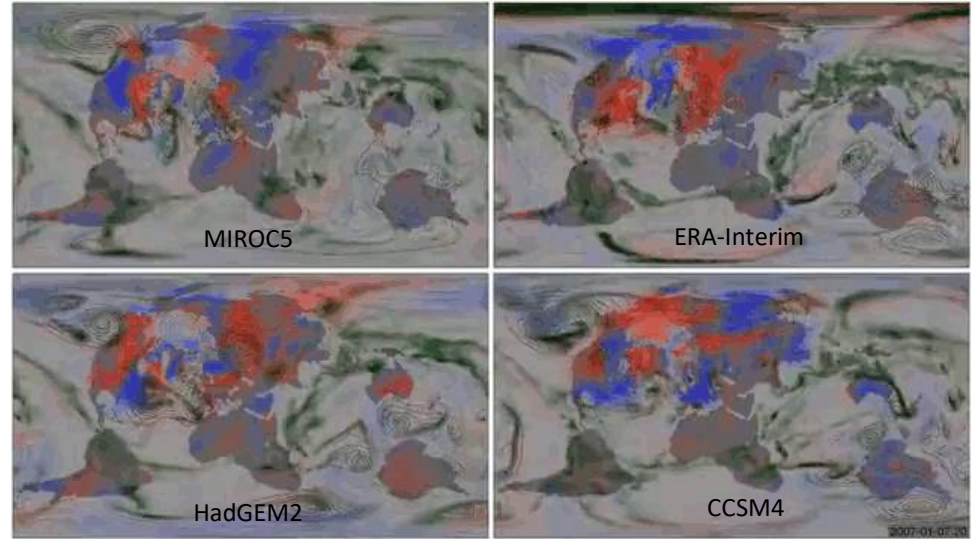 MIROC5
ERA-Interim
HadGEM2
CCSM4
2007-01-07.20